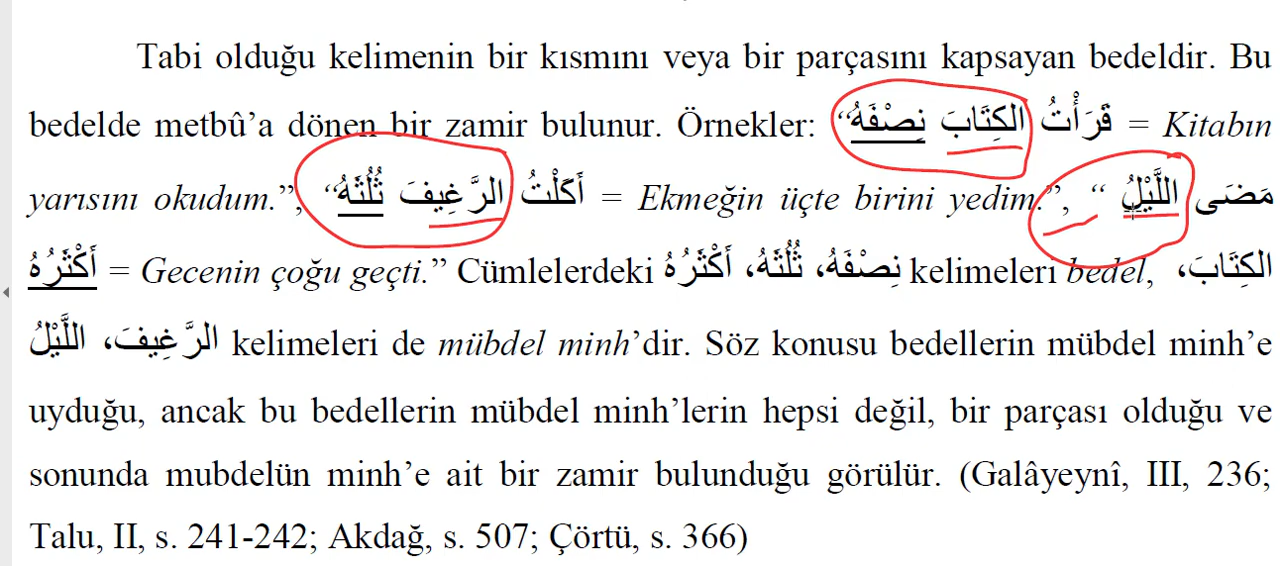 Tabi olduğu kelimenin bir kısmını veya bir parçasını kapsayan bedeldir. Bu
bedelde metbû’a dönen bir zamir bulunur. Örnekler: “قَرَأْتُ الكِتَابَ نِصْفَهُ = Kitabın
yarısını okudum.”, “أَكَلْتُ الرَّغِيفَ ثُلُثَهُ = Ekmeğin üçte birini yedim.”, “ مَضَى اللَّيْلُ
أَكْثَرُهُ = Gecenin çoğu geçti.” Cümlelerdeki نِصْفَهُ، ثُلُثَهُ، أَكْثَرُهُ kelimeleri bedel, الكِتَابَ،
الرَّغِيفَ، اللَّيْلُ kelimeleri de mübdel minh’dir. Söz konusu bedellerin mübdel minh’e
uyduğu, ancak bu bedellerin mübdel minh’lerin hepsi değil, bir parçası olduğu ve
sonunda mubdelün minh’e ait bir zamir bulunduğu görülür. (Galâyeynî, III, 236;
Talu, II, s. 241-242; Akdağ, s. 507; Çörtü, s. 366)